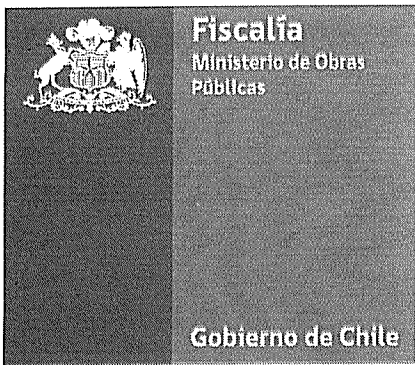 Fiscalía
Ministerio de Obras
Públicas
Gobierno de Chile